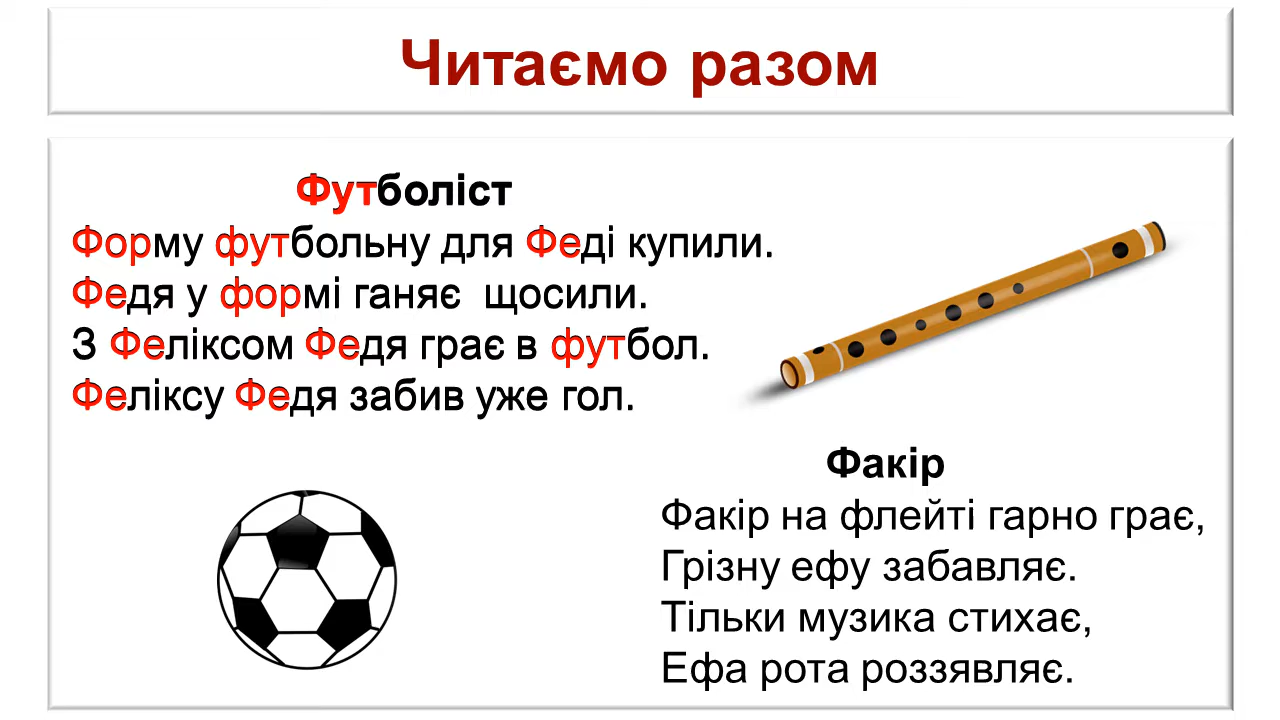 Читаємо разом
Футболіст
Форму футбольну для Феді купили.
Федя у формі ганяє щосили.
З Феліксом Федя грає в футбол.
Феліксу Федя забив уже гол.
Факір
Факір на флейті гарно грає,
Грізну ефу забавляє.
Тільки музика стихає,
Ефа рота роззявляє.